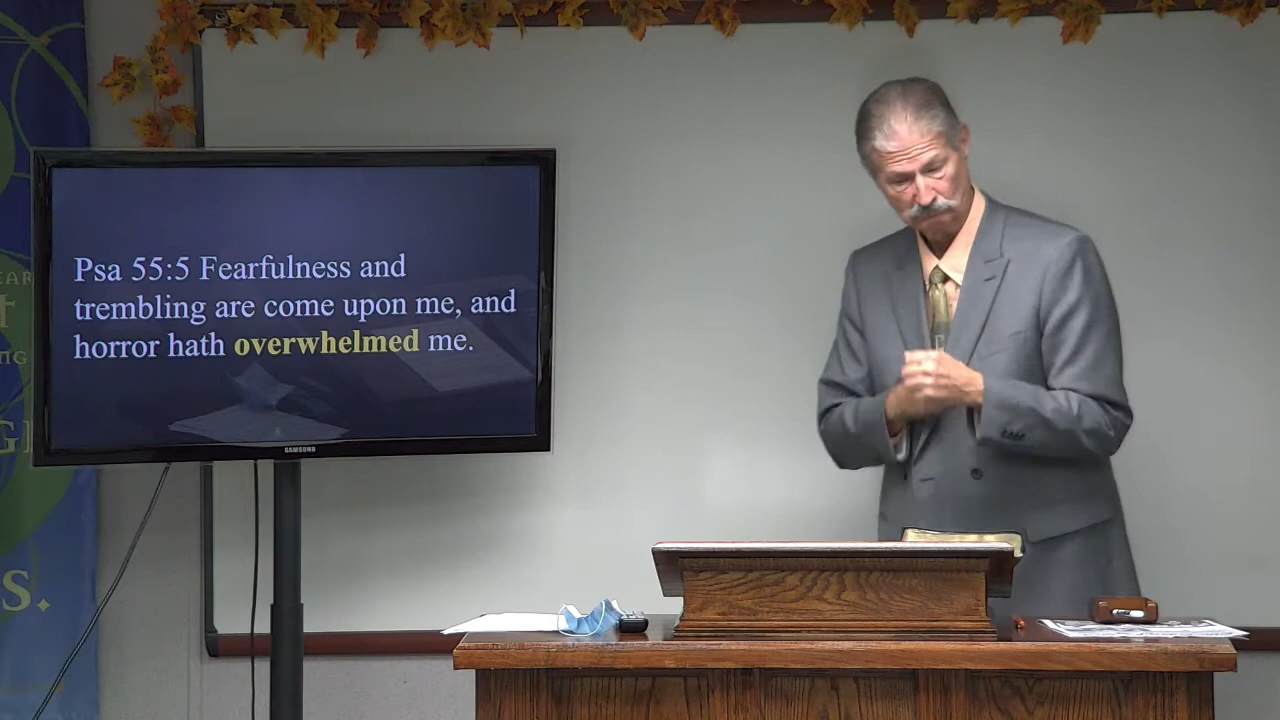 Psa 55:5 Fearfulness and
trembling are come upon me, and
horror hath overwhelmed me.
SAMSUNG
S.